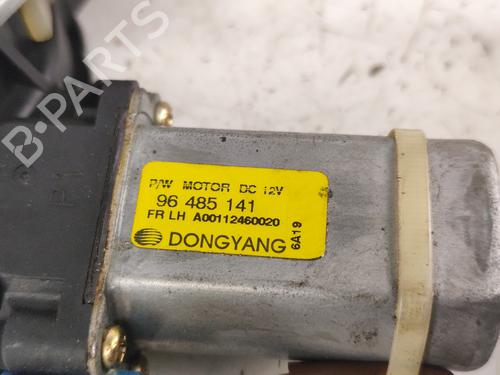 B-PARTS
P/W MOTOR DC 12V
96 485 141
FR LH A00112460020
DONGYANG
6A19